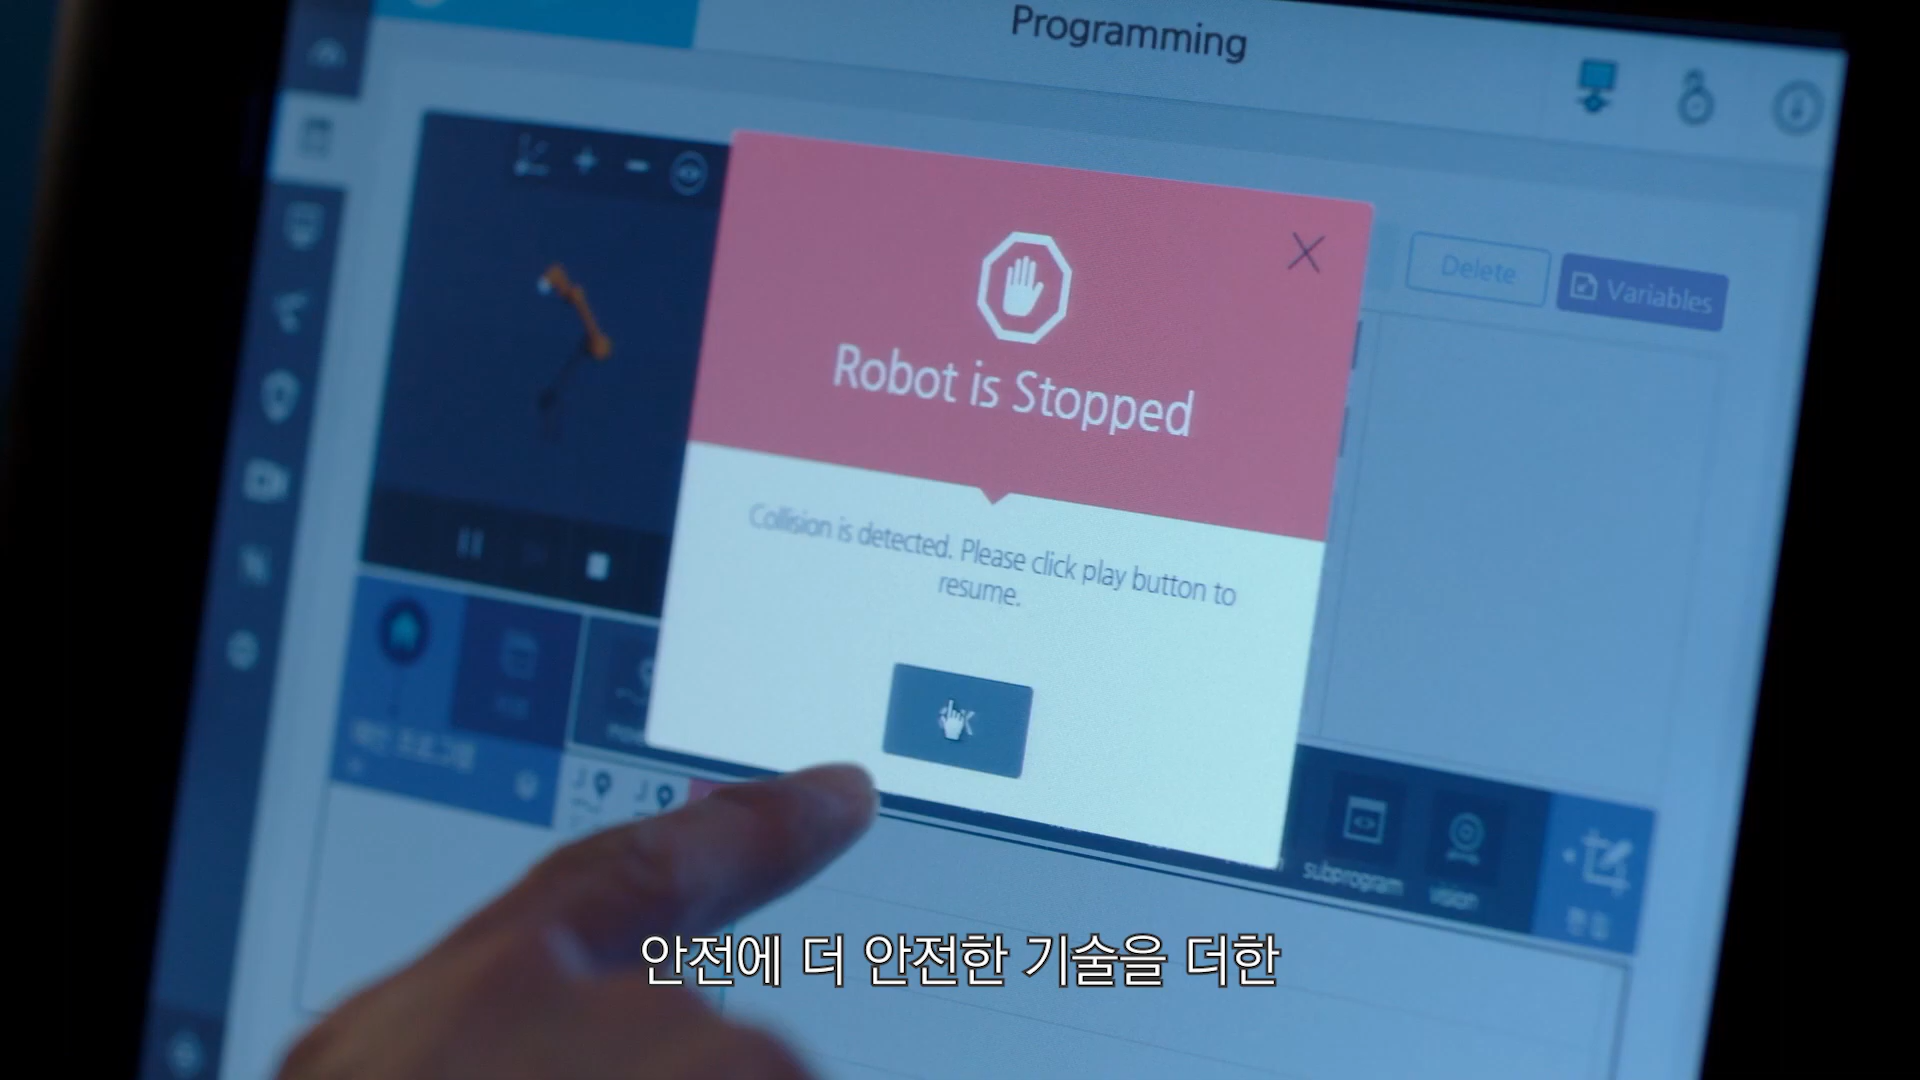 Programming
Delete
Variables
Robot is Stopped
Collision is detected. Please click play button to
resume.
subprogram
vision
안전에 더 안전한 기술을 더한